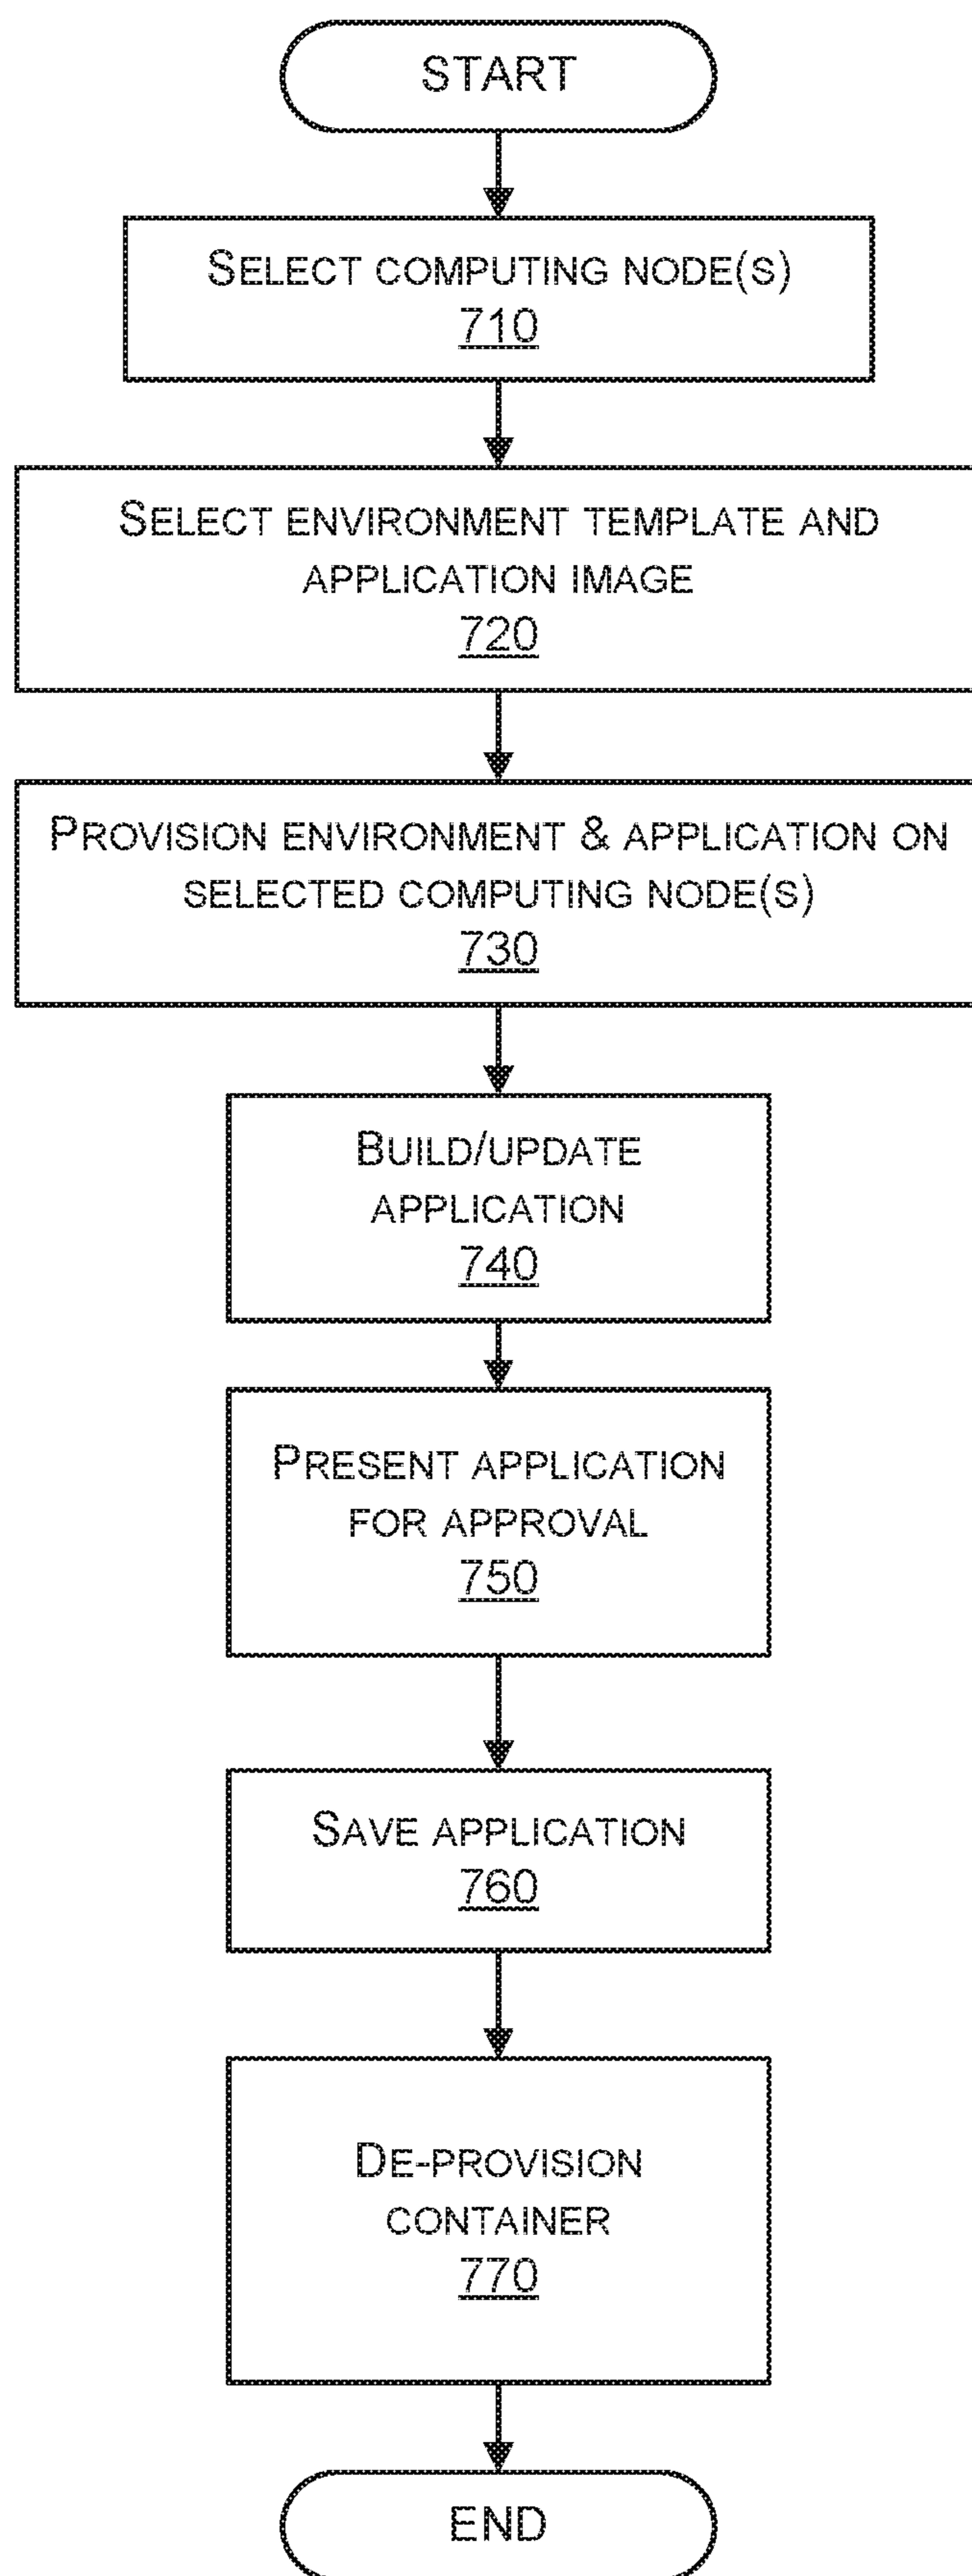 START
SELECT COMPUTING NODE(S)
710
SELECT ENVIRONMENT TEMPLATE AND
APPLICATION IMAGE
720
PROVISION ENVIRONMENT & APPLICATION ON
SELECTED COMPUTING NODE(S)
730
BUILD/UPDATE
APPLICATION
740
PRESENT APPLICATION
FOR APPROVAL
750
SAVE APPLICATION
760
DE-PROVISION
CONTAINER
770
END